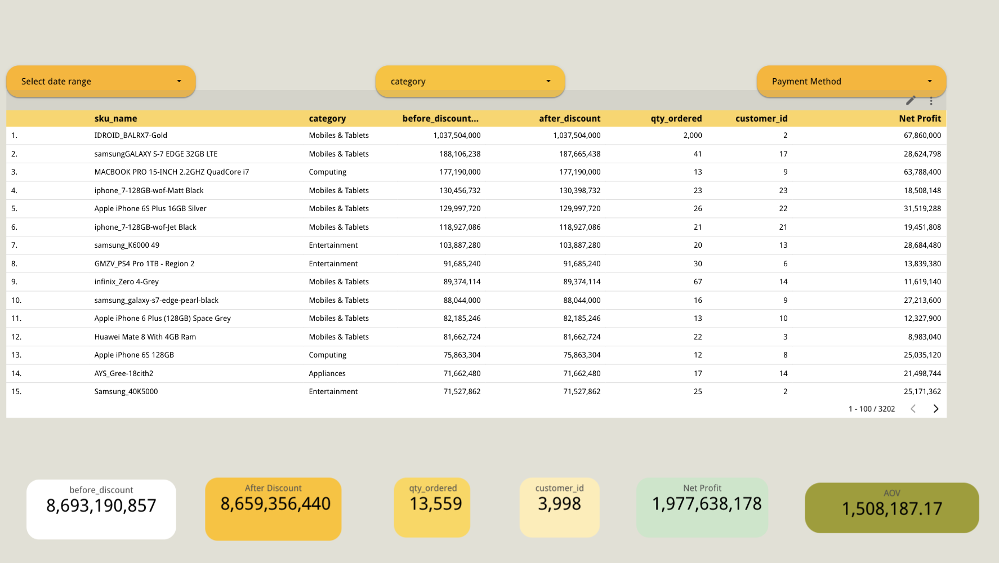 Select date range category Payment Method
sku_name category before_discount... after_discount qty_ordered customer_id Net Profit
1. IDROID_BALRX7-Gold Mobiles & Tablets 1,037,504,000 1,037,504,000 2,000 2 67,860,000
2. samsungGALAXY S-7 EDGE 32GB LTE Mobiles & Tablets 188,106,238 187,665,438 41 17 28,624,798
3. MACBOOK PRO 15-INCH 2.2GHZ QuadCore i7 Computing 177,190,000 177,190,000 13 9 63,788,400
4. iphone_7-128GB-wof-Matt Black Mobiles & Tablets 130,456,732 130,398,732 23 23 18,508,148
5. Apple iPhone 6S Plus 16GB Silver Mobiles & Tablets 129,997,720 129,997,720 26 22 31,519,288
6. iphone_7-128GB-wof-Jet Black Mobiles & Tablets 118,927,086 118,927,086 21 21 19,451,808
7. samsung_K6000 49 Entertainment 103,887,280 103,887,280 20 13 28,684,480
8. GMZV_PS4 Pro 1TB - Region 2 Entertainment 91,685,240 91,685,240 30 6 13,839,380
9. infinix_Zero 4-Grey Mobiles & Tablets 89,374,114 89,374,114 67 14 11,619,140
10. samsung_galaxy-s7-edge-pearl-black Mobiles & Tablets 88,044,000 88,044,000 16 9 27,213,600
11. Apple iPhone 6 Plus (128GB) Space Grey Mobiles & Tablets 82,185,246 82,185,246 13 10 12,327,900
12. Huawei Mate 8 With 4GB Ram Mobiles & Tablets 81,662,724 81,662,724 22 3 8,983,040
13. Apple iPhone 6S 128GB Computing 75,863,304 75,863,304 12 8 25,035,120
14. AYS_Gree-18cith2 Appliances 71,662,480 71,662,480 17 14 21,498,744
15. Samsung_40K5000 Entertainment 71,527,862 71,527,862 25 2 25,171,362
1 - 100 / 3202
before_discount
8,693,190,857
After Discount
8,659,356,440
qty_ordered
13,559
customer_id
3,998
Net Profit
1,977,638,178
AOV
1,508,187.17